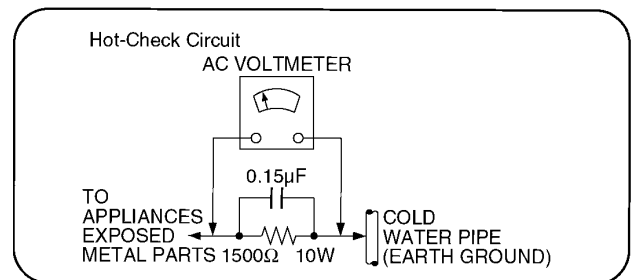 Hot-Check Circuit
AC VOLTMETER
0.15µF
TO
APPLIANCES
EXPOSED
METAL PARTS
1500Ω 10W
COLD
WATER PIPE
(EARTH GROUND)